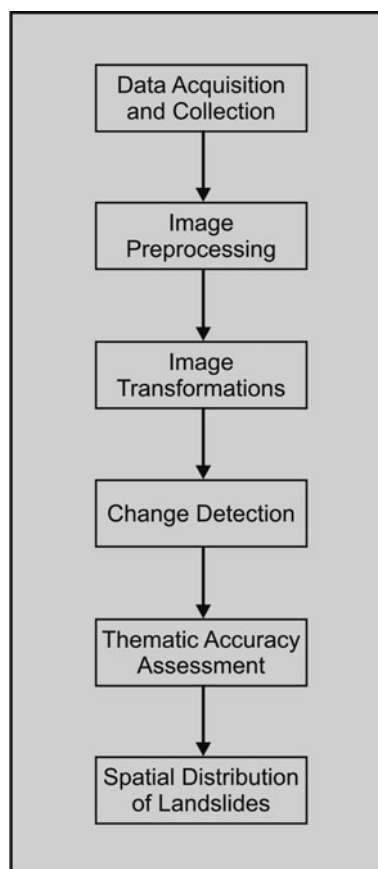 Data Acquisition
and Collection
Image
Preprocessing
Image
Transformations
Change Detection
Thematic Accuracy
Assessment
Spatial Distribution
of Landslides